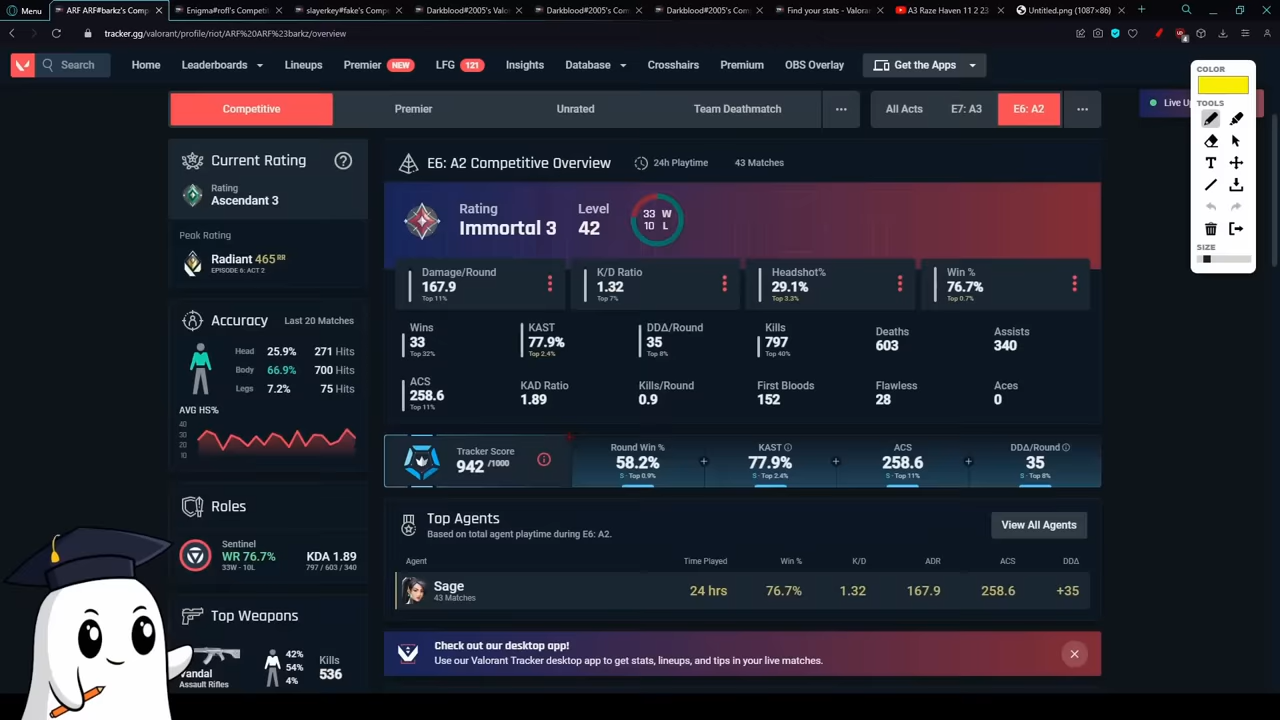 Menu
ARF ARF#barkz's Comp
Enigma#rofl's Competi
slayerkey#fake's Compe
Darkblood#2005's Valor
Darkblood#2005's Com
Darkblood#2005's Com
Find your stats - Valoran
A3 Raze Haven 11 2 23
Untitled.png (1087×86)
tracker.gg/valorant/profile/riot/ARF%20ARF%23barkz/overview
Search
Home
Leaderboards
Lineups
Premier NEW
LFG 121
Insights
Database
Crosshairs
Premium
OBS Overlay
Get the Apps
COLOR
TOOLS
SIZE
Competitive
Premier
Unrated
Team Deathmatch
All Acts
E7: A3
E6: A2
Current Rating
Rating
Ascendant 3
Peak Rating
Radiant 465RR
EPISODE 6: ACT 2
Accuracy Last 20 Matches
Head 25.9% 271 Hits
Body 66.9% 700 Hits
Legs 7.2% 75 Hits
AVG HS%
40
30
20
10
Roles
Sentinel
WR 76.7% KDA 1.89
33W - 10L 797 / 603 / 340
Top Weapons
42%
54%
4%
Kills
536
Vandal
Assault Rifles
E6: A2 Competitive Overview 24h Playtime 43 Matches
Rating
Immortal 3
Level
42
33 W
10 L
Damage/Round
167.9
Top 11%
K/D Ratio
1.32
Top 7%
Headshot%
29.1%
Top 3.3%
Win %
76.7%
Top 0.7%
Wins
33
Top 32%
KAST
77.9%
Top 2.4%
DDΔ/Round
35
Top 8%
Kills
797
Top 40%
Deaths
603
Assists
340
ACS
258.6
Top 11%
KAD Ratio
1.89
Kills/Round
0.9
First Bloods
152
Flawless
28
Aces
0
Tracker Score
942 /1000
Round Win %
58.2%
S · Top 0.9%
KAST
77.9%
S · Top 2.4%
ACS
258.6
S · Top 11%
DDΔ/Round
35
S · Top 8%
Top Agents
Based on total agent playtime during E6: A2.
View All Agents
Agent Time Played Win % K/D ADR ACS DDΔ
Sage 24 hrs 76.7% 1.32 167.9 258.6 +35
43 Matches
Check out our desktop app!
Use our Valorant Tracker desktop app to get stats, lineups, and tips in your live matches.